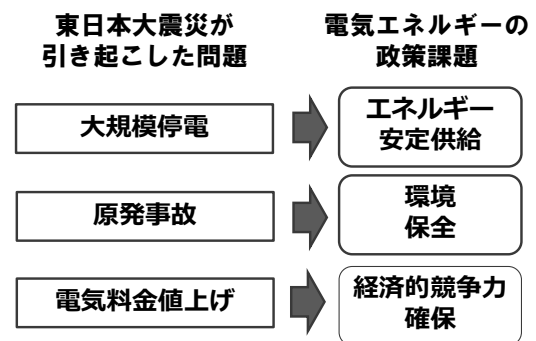 東日本大震災が
引き起こした問題
電気エネルギーの
政策課題
大規模停電
エネルギー
安定供給
原発事故
環境
保全
電気料金値上げ
経済的競争力
確保